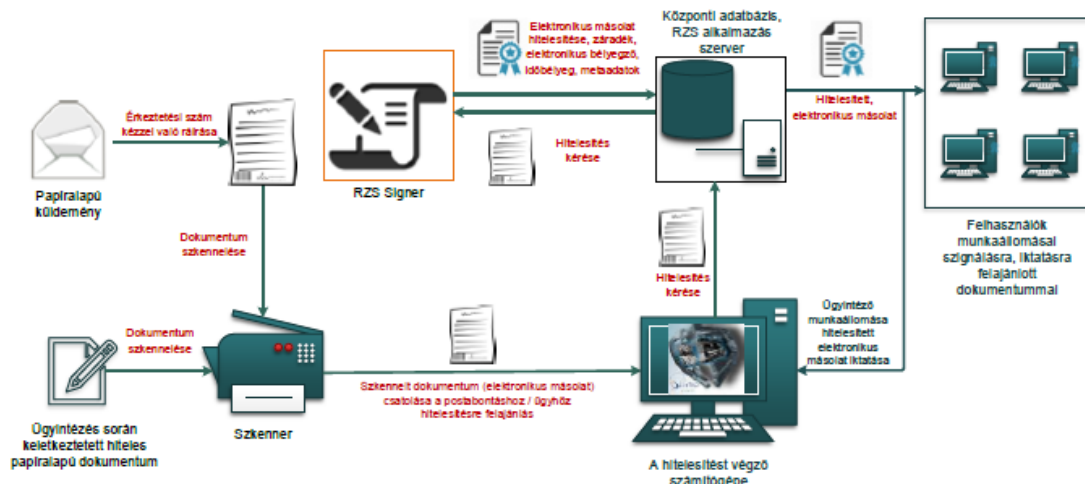 Elektronikus másolat
hitelesítése, záradék,
elektronikus bélyegző,
időbélyeg, metaadatok
Központi adatbázis,
RZS alkalmazás
szerver
Érkeztetési szám
kézzel való ráírása
Hitelesítés
kérése
Hitelesített,
elektronikus másolat
Papíralapú
küldemény
RZS Signer
Dokumentum
szkennelése
Hitelesítés
kérése
Felhasználók
munkaállomásai
szignálásra, iktatásra
felajánlott
dokumentummal
Dokumentum
szkennelése
Ügyintéző
munkaállomása
hitelesített
elektronikus
másolat iktatása
Szkennelt dokumentum (elektronikus másolat)
csatolása a postabontáshoz / ügyhöz
hitelesítésre felajánlás
Szkenner
Ügyintézés során
keletkeztetett hiteles
papíralapú dokumentum
A hitelesítést végző
számítógépe